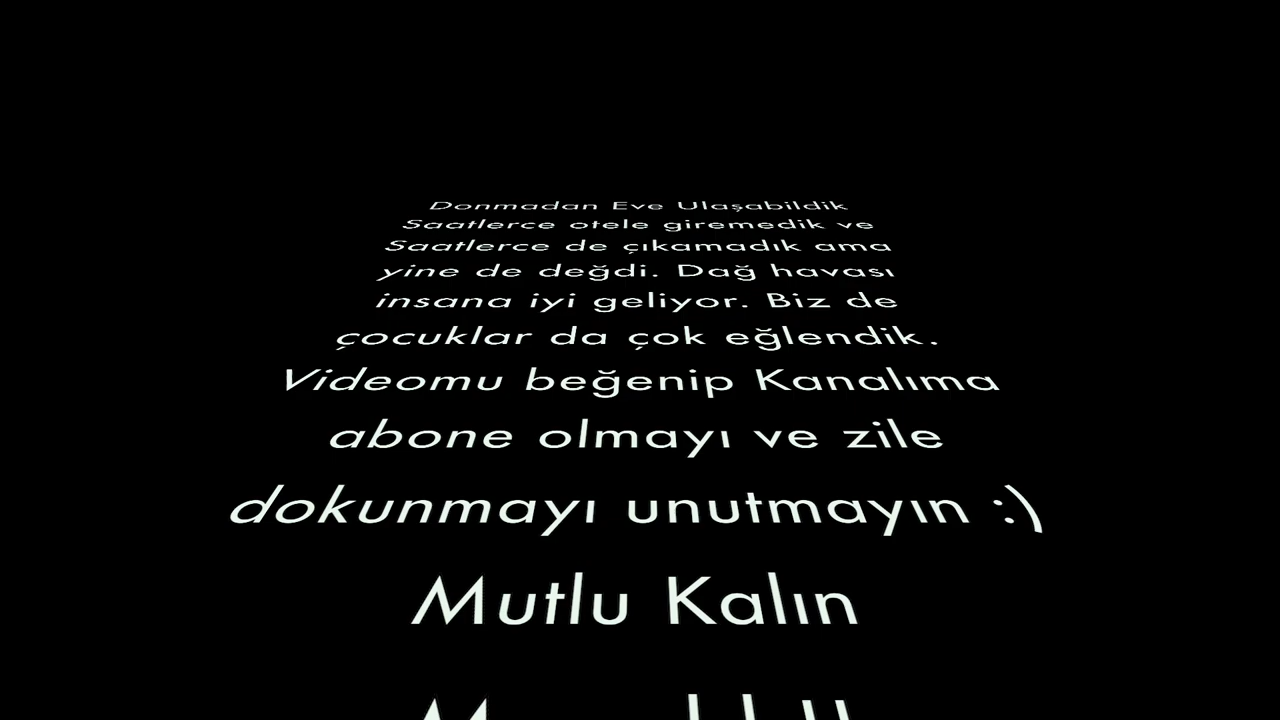 Donmadan Eve Ulaşabildik
Saatlerce otele giremedik ve
Saatlerce de çıkamadık ama
yine de değdi. Dağ havası
insana iyi geliyor. Biz de
çocuklar da çok eğlendik.
Videomu beğenip Kanalıma
abone olmayı ve zile
dokunmayı unutmayın :)
Mutlu Kalın